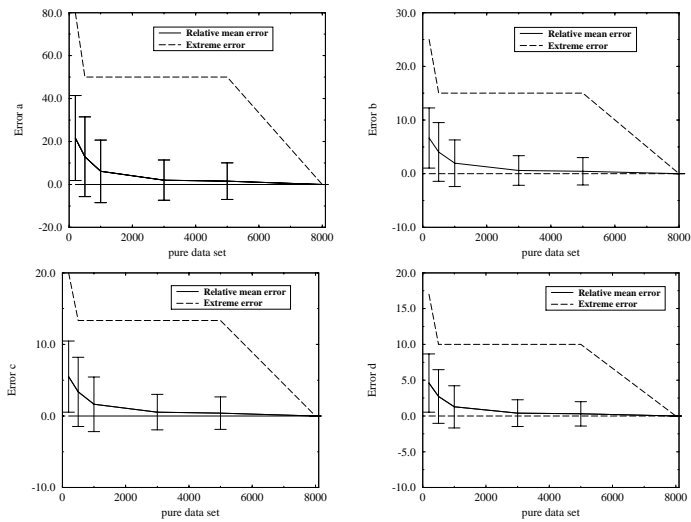 80.0
60.0
40.0
20.0
0.0
-20.0
Error a
Relative mean error
Extreme error
0 2000 4000 6000 8000
pure data set
30.0
20.0
10.0
0.0
-10.0
Error b
Relative mean error
Extreme error
0 2000 4000 6000 8000
pure data set
20.0
10.0
0.0
-10.0
Error c
Relative mean error
Extreme error
0 2000 4000 6000 8000
pure data set
20.0
15.0
10.0
5.0
0.0
-5.0
-10.0
Error d
Relative mean error
Extreme error
0 2000 4000 6000 8000
pure data set